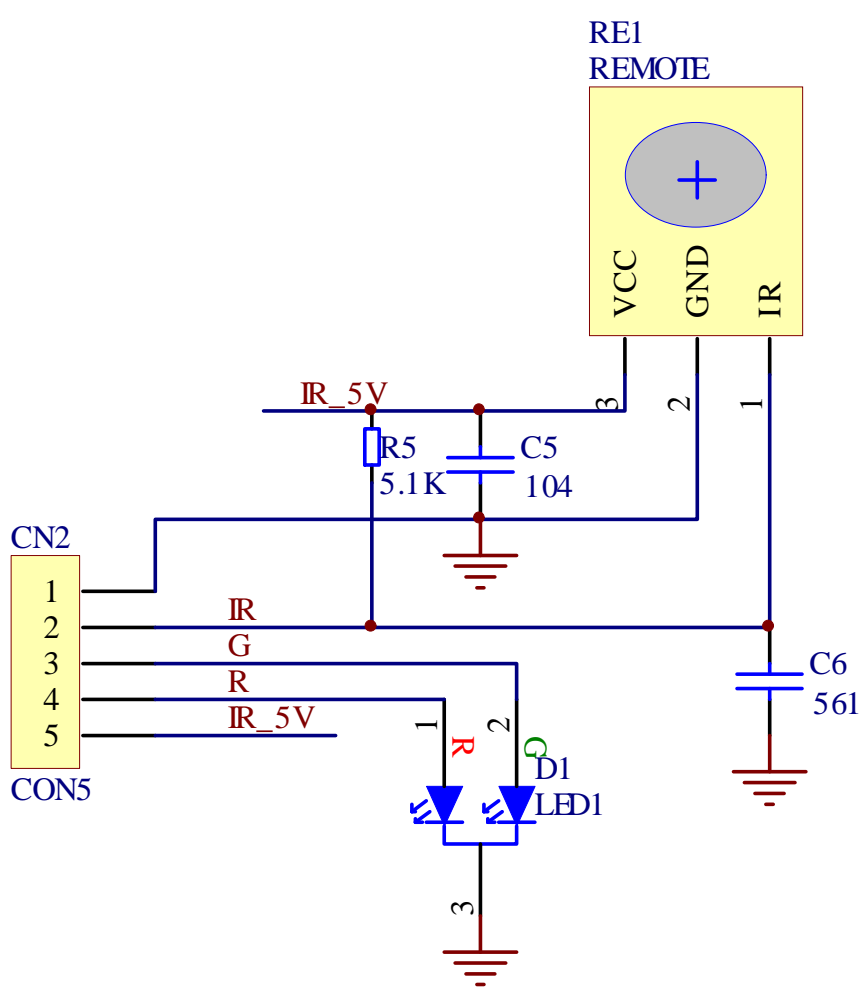 RE1
REMOTE
VCC
GND
IR
3
2
1
IR_5V
R5
5.1K
C5
104
CN2
1
2
3
4
5
CON5
IR
G
R
IR_5V
C6
561
1
R
2
G
D1
LED1
3